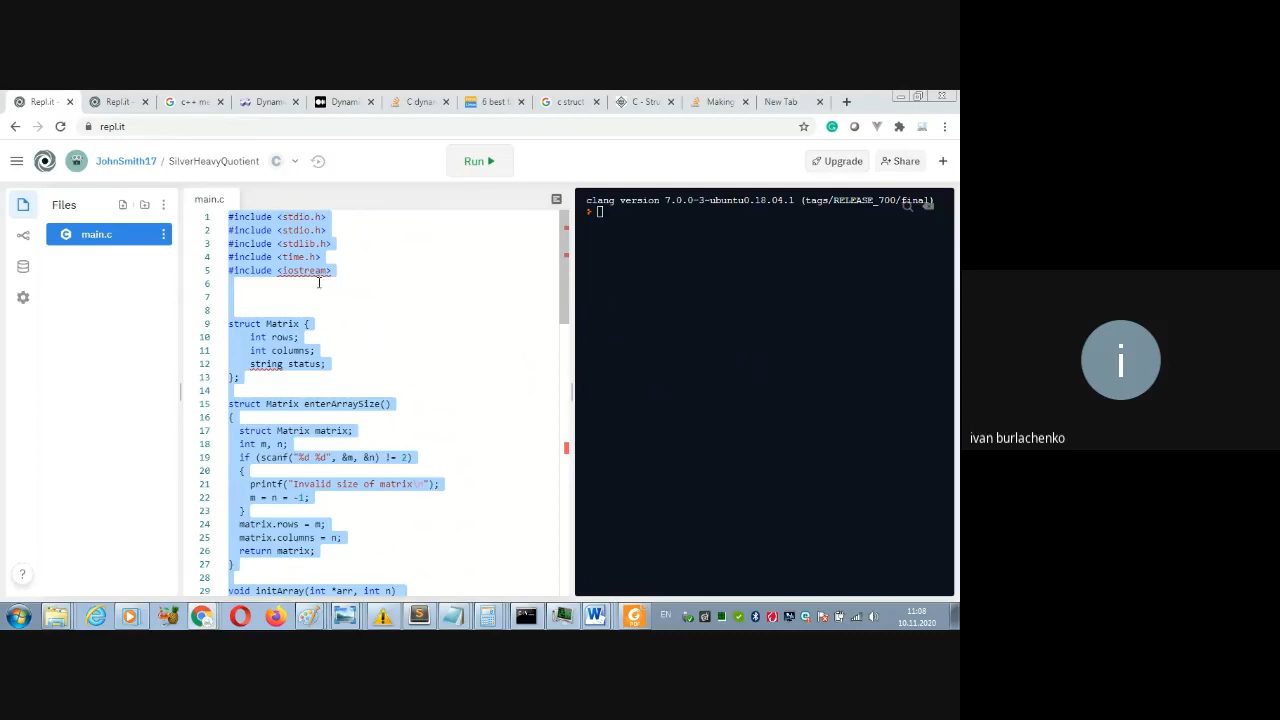 Repl.it -
Repl.it -
c++ me
Dynami
Dynam
C dyna
6 best l
c struct
C - Stru
Making
New Tab
repl.it
JohnSmith17 / SilverHeavyQuotient
C
Run
Upgrade
Share
Files
main.c
main.c
clang version 7.0.0-3-ubuntu0.18.04.1 (tags/RELEASE_700/final)
1 #include <stdio.h>
2 #include <stdio.h>
3 #include <stdlib.h>
4 #include <time.h>
5 #include <iostream>
6
7
8
9 struct Matrix {
10 int rows;
11 int columns;
12 string status;
13 };
14
15 struct Matrix enterArraySize()
16 {
17 struct Matrix matrix;
18 int m, n;
19 if (scanf("%d %d", &m, &n) != 2)
20 {
21 printf("Invalid size of matrix\n");
22 m = n = -1;
23 }
24 matrix.rows = m;
25 matrix.columns = n;
26 return matrix;
27 }
28
29 void initArray(int *arr, int n)
?
EN
11:08
10.11.2020
i
ivan burlachenko